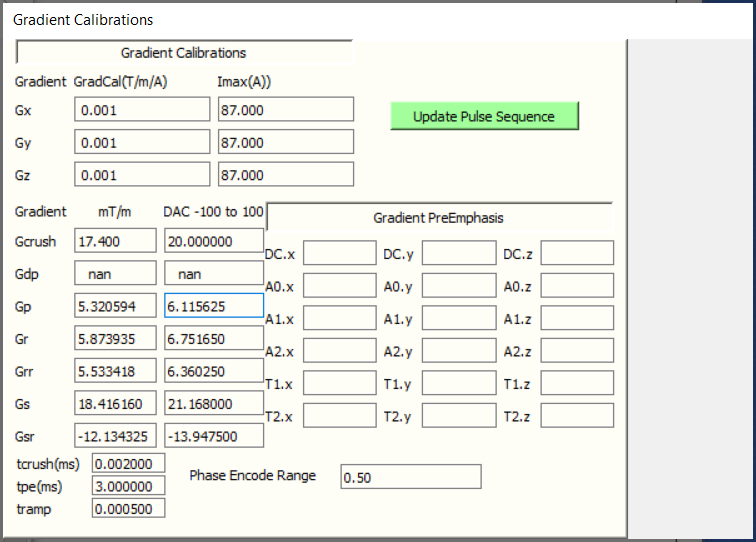 Gradient Calibrations
Gradient Calibrations
Gradient GradCal(T/m/A) Imax(A))
Gx 0.001 87.000
Update Pulse Sequence
Gy 0.001 87.000
Gz 0.001 87.000
Gradient mT/m DAC -100 to 100
Gradient PreEmphasis
Gcrush 17.400 20.000000
DC.x DC.y DC.z
Gdp nan nan
A0.x A0.y A0.z
Gp 5.320594 6.115625
A1.x A1.y A1.z
Gr 5.873935 6.751650
A2.x A2.y A2.z
Grr 5.533418 6.360250
T1.x T1.y T1.z
Gs 18.416160 21.168000
T2.x T2.y T2.z
Gsr -12.134325 -13.947500
tcrush(ms) 0.002000
Phase Encode Range 0.50
tpe(ms) 3.000000
tramp 0.000500